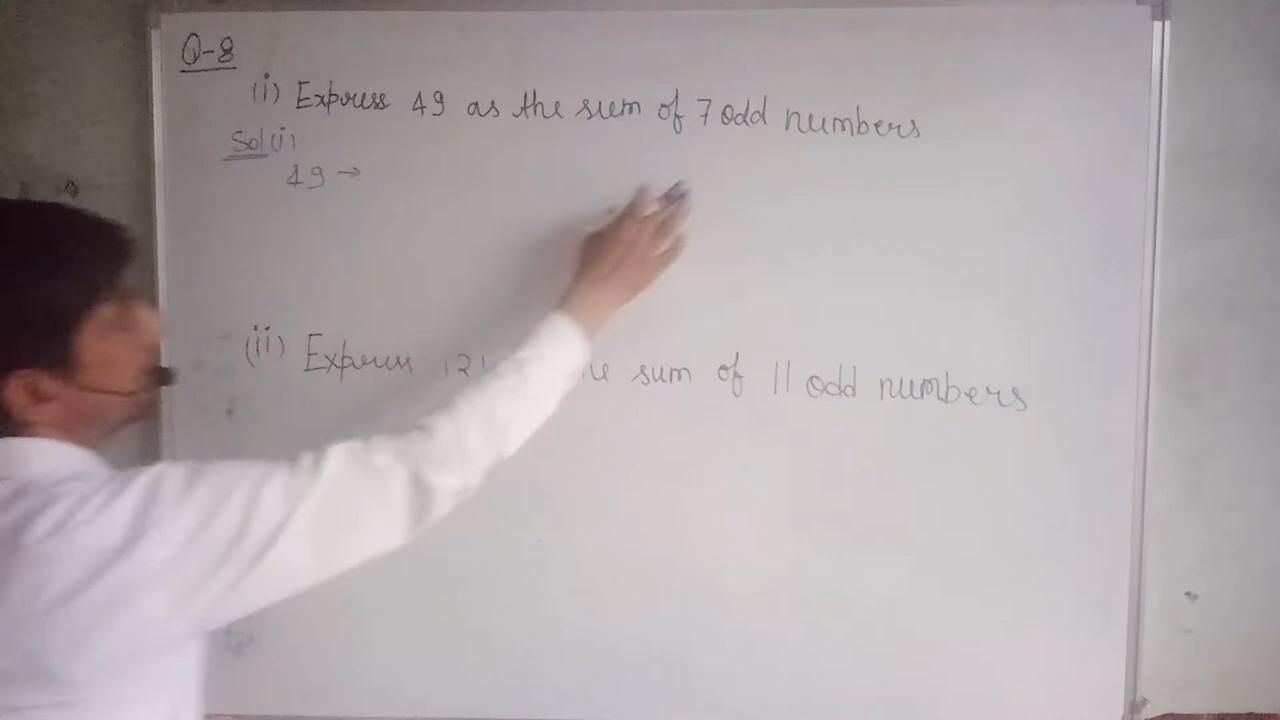 Q-8
(i) Express 49 as the sum of 7 odd numbers
Sol(i)
49 →
(ii) Express 121 sum of 11 odd numbers